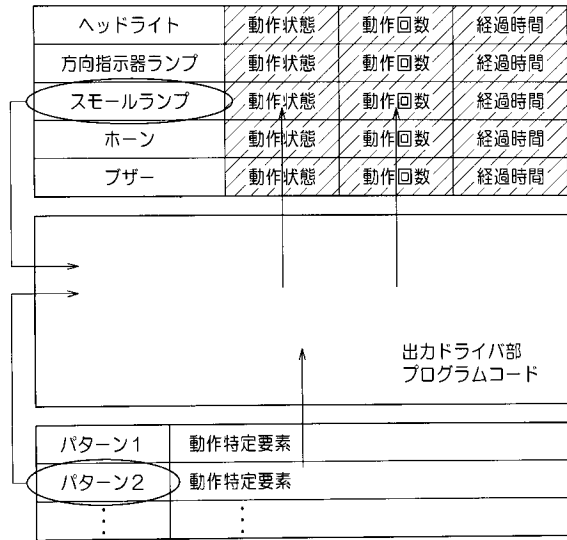 ヘッドライト 動作状態 動作回数 経過時間
方向指示器ランプ 動作状態 動作回数 経過時間
スモールランプ 動作状態 動作回数 経過時間
ホーン 動作状態 動作回数 経過時間
ブザー 動作状態 動作回数 経過時間
出力ドライバ部
プログラムコード
パターン1 動作特定要素
パターン2 動作特定要素
⋮ ⋮